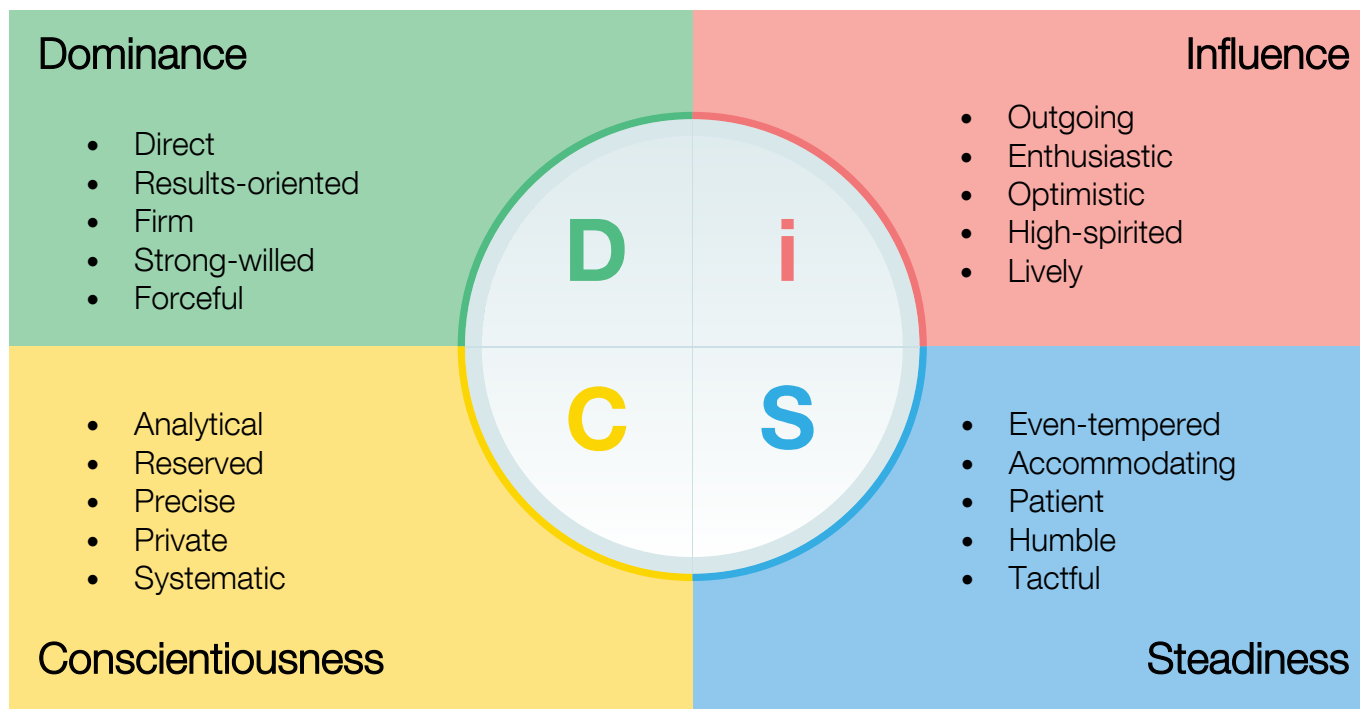 Dominance
Direct
Results-oriented
Firm
Strong-willed
Forceful
Influence
Outgoing
Enthusiastic
Optimistic
High-spirited
Lively
D
i
C
S
Analytical
Reserved
Precise
Private
Systematic
Conscientiousness
Even-tempered
Accommodating
Patient
Humble
Tactful
Steadiness